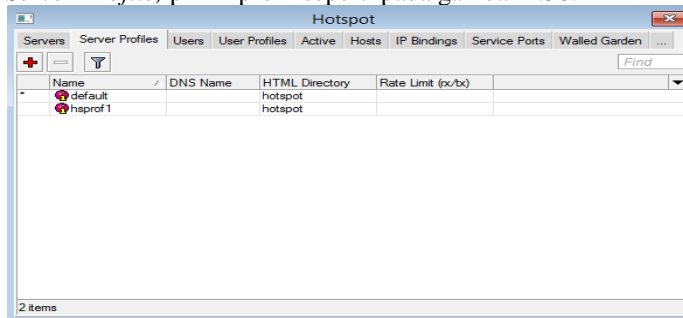 Hotspot
Servers Server Profiles Users User Profiles Active Hosts IP Bindings Service Ports Walled Garden ...
Find
Name DNS Name HTML Directory Rate Limit (rx/tx)
* default hotspot
hsprof1 hotspot
2 items